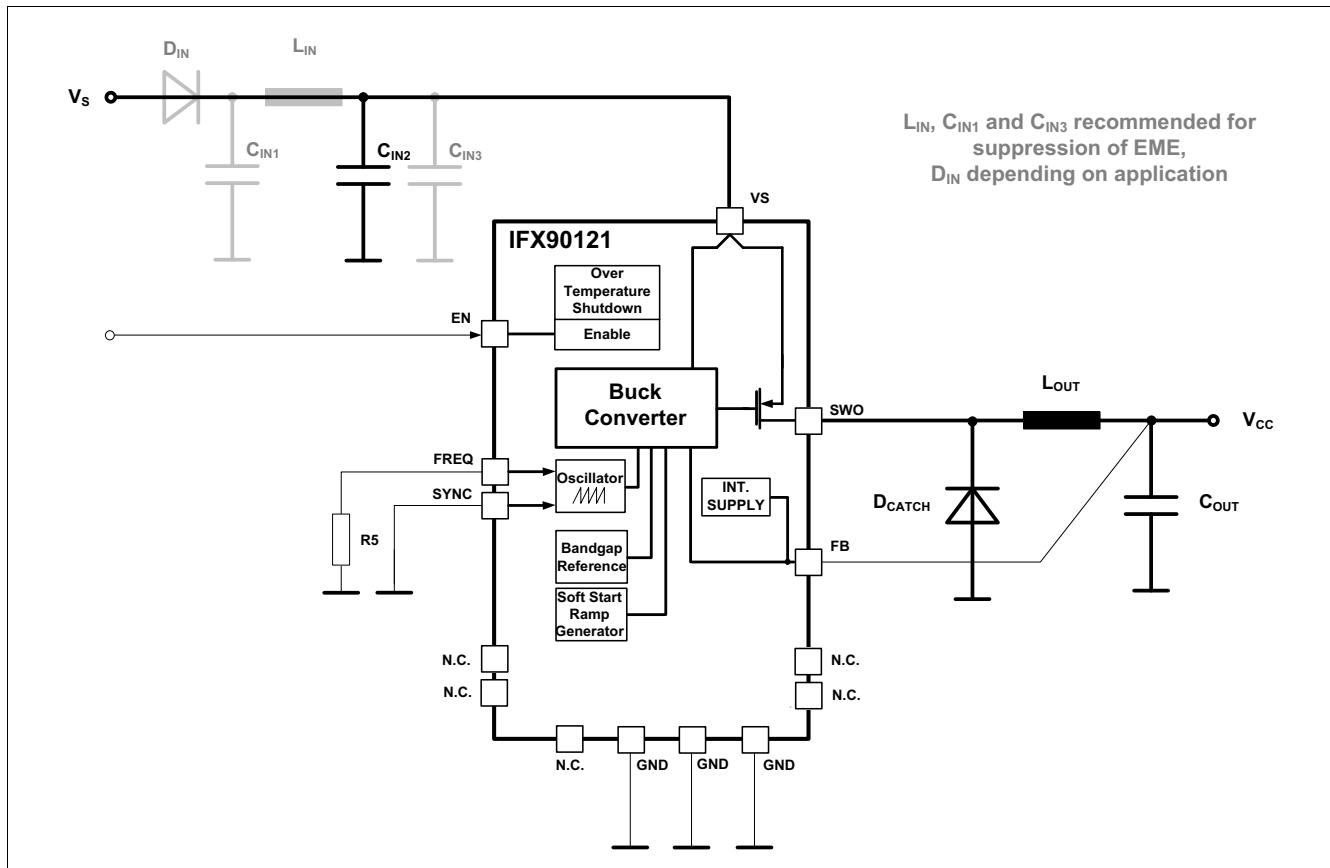 D_IN
L_IN
V_S
C_IN1
C_IN2
C_IN3
L_IN, C_IN1 and C_IN3 recommended for
suppression of EME,
D_IN depending on application
VS
IFX90121
Over
Temperature
Shutdown
EN
Enable
Buck
Converter
SWO
L_OUT
V_CC
FREQ
SYNC
Oscillator
INT.
SUPPLY
D_CATCH
C_OUT
R5
FB
Bandgap
Reference
Soft Start
Ramp
Generator
N.C.
N.C.
N.C.
N.C.
N.C.
GND
GND
GND